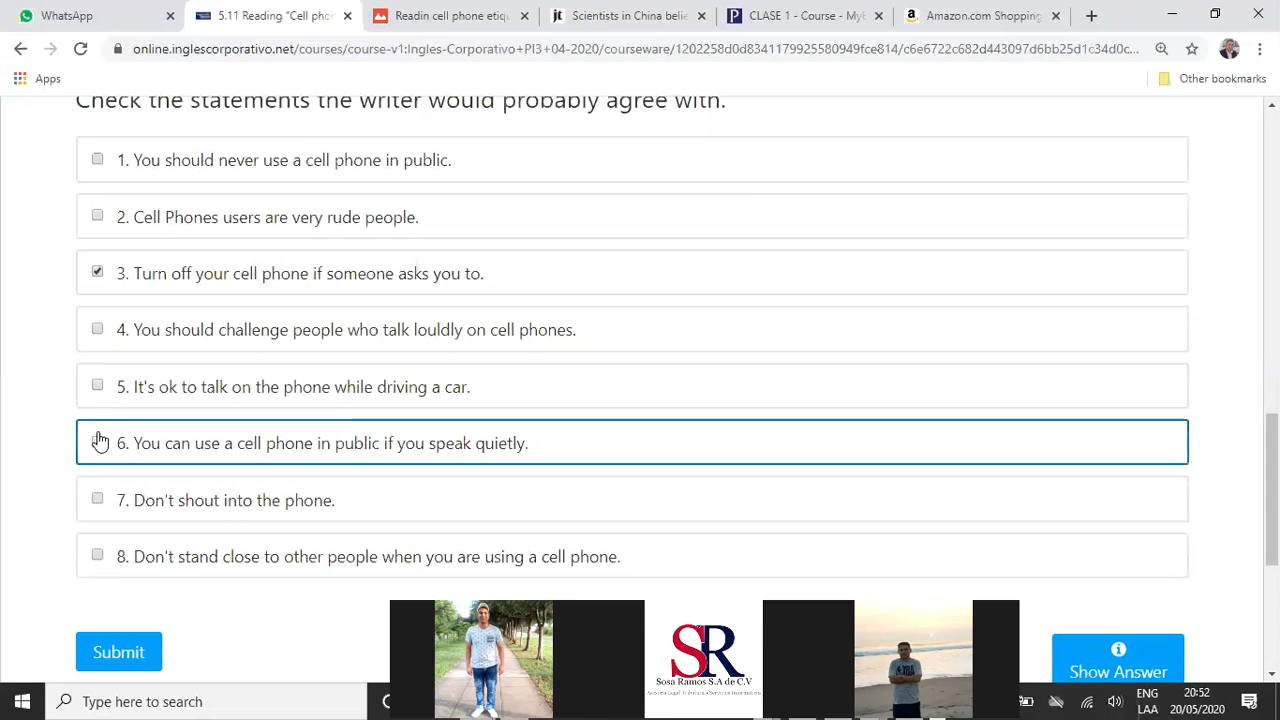 WhatsApp
5.11 Reading "Cell pho
Readin cell phone etiq
Scientists in China belie
CLASE 1 - Course - MyE
Amazon.com Shopping
online.inglescorporativo.net/courses/course-v1:Ingles-Corporativo+PI3+04-2020/courseware/1202258d0d8341179925580949fce814/c6e6722c682d443097d6bb25d1c34d0c...
Apps
Other bookmarks
Check the statements the writer would probably agree with.
1. You should never use a cell phone in public.
2. Cell Phones users are very rude people.
3. Turn off your cell phone if someone asks you to.
4. You should challenge people who talk louldly on cell phones.
5. It's ok to talk on the phone while driving a car.
6. You can use a cell phone in public if you speak quietly.
7. Don't shout into the phone.
8. Don't stand close to other people when you are using a cell phone.
Submit
Show Answer
SR
Sosa Ramos S.A de C.V
Type here to search
ENG
LAA
20:52
20/05/2020